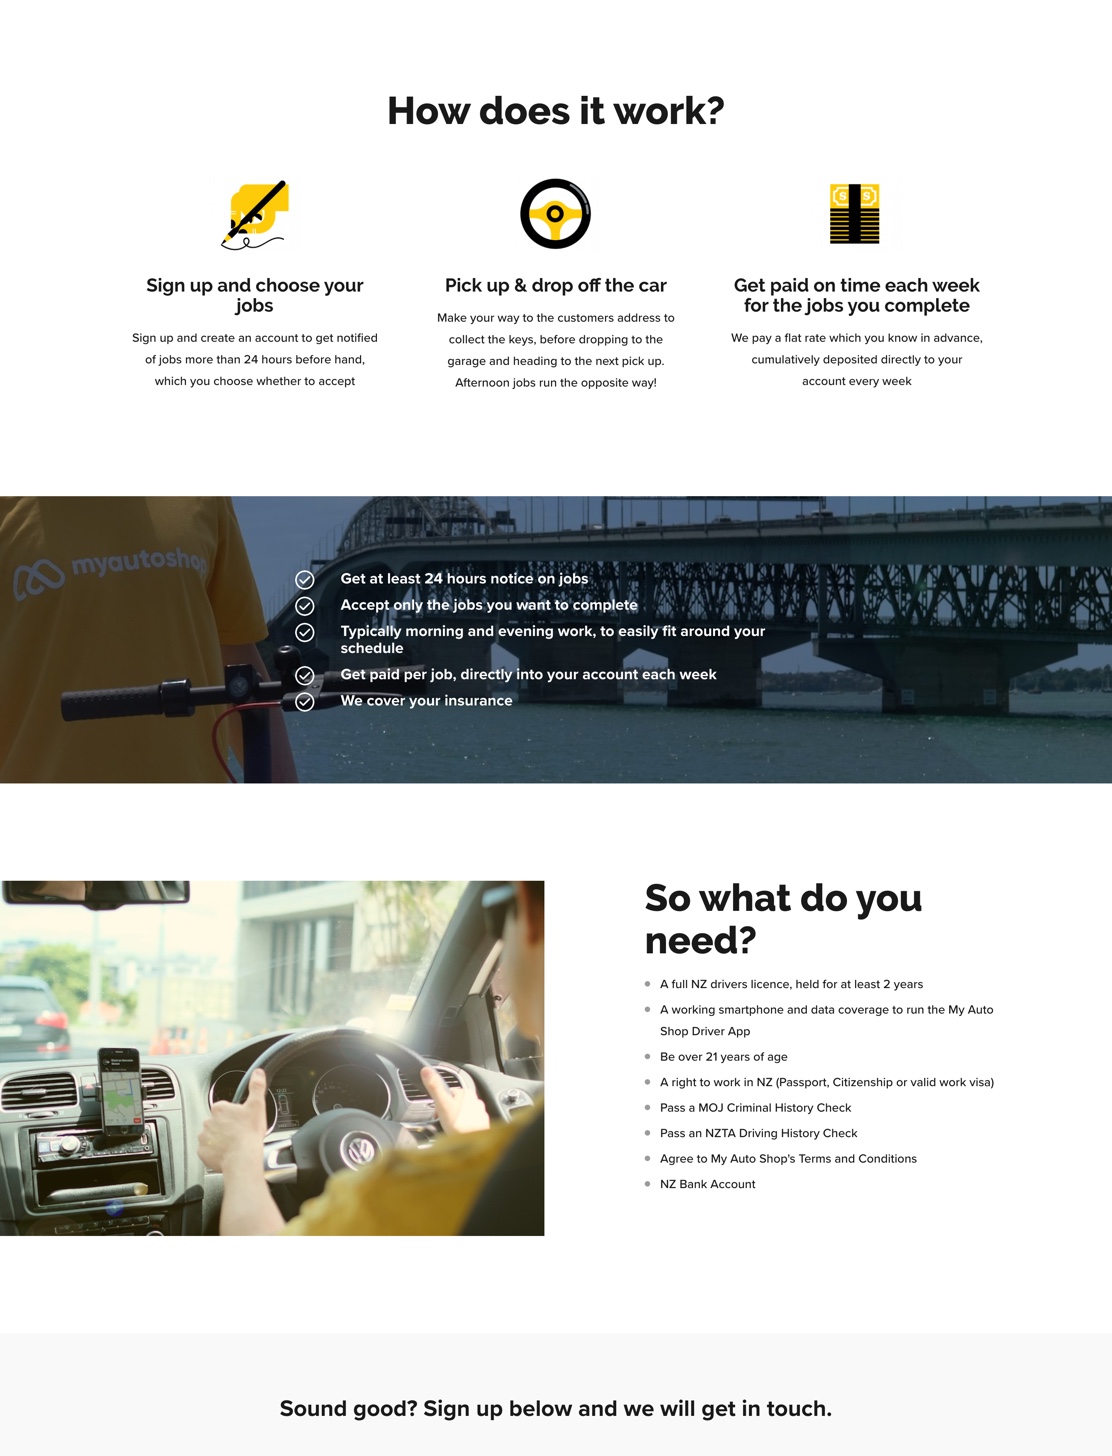 How does it work?
Sign up and choose your
jobs
Sign up and create an account to get notified
of jobs more than 24 hours before hand,
which you choose whether to accept
Pick up & drop off the car
Make your way to the customers address to
collect the keys, before dropping to the
garage and heading to the next pick up.
Afternoon jobs run the opposite way!
Get paid on time each week
for the jobs you complete
We pay a flat rate which you know in advance,
cumulatively deposited directly to your
account every week
myautoshop
Get at least 24 hours notice on jobs
Accept only the jobs you want to complete
Typically morning and evening work, to easily fit around your
schedule
Get paid per job, directly into your account each week
We cover your insurance
So what do you
need?
A full NZ drivers licence, held for at least 2 years
A working smartphone and data coverage to run the My Auto
Shop Driver App
Be over 21 years of age
A right to work in NZ (Passport, Citizenship or valid work visa)
Pass a MOJ Criminal History Check
Pass an NZTA Driving History Check
Agree to My Auto Shop's Terms and Conditions
NZ Bank Account
Sound good? Sign up below and we will get in touch.